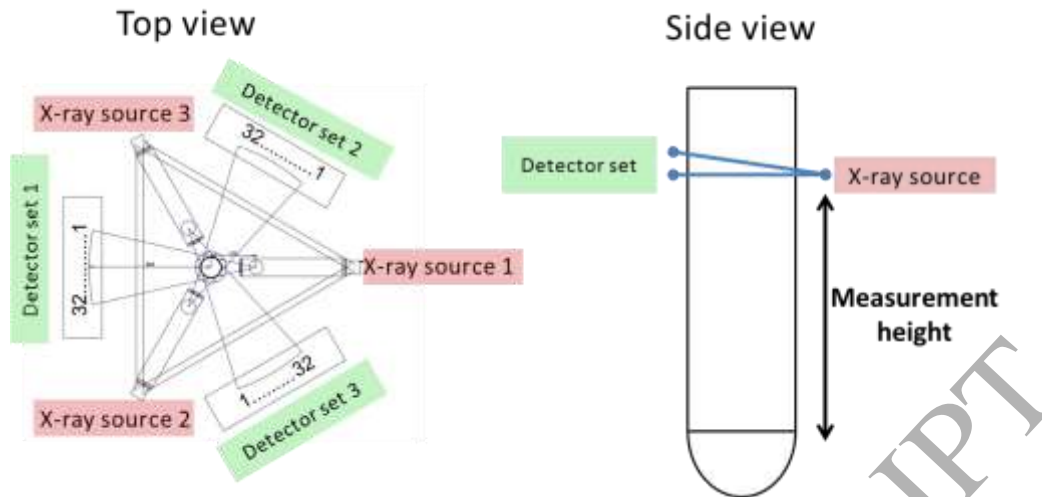 Top view
Side view
X-ray source 3
Detector set 2
32.........1
Detector set 1
32.........1
X-ray source 1
X-ray source 2
1.........32
Detector set 3
Detector set
X-ray source
Measurement
height
IPT